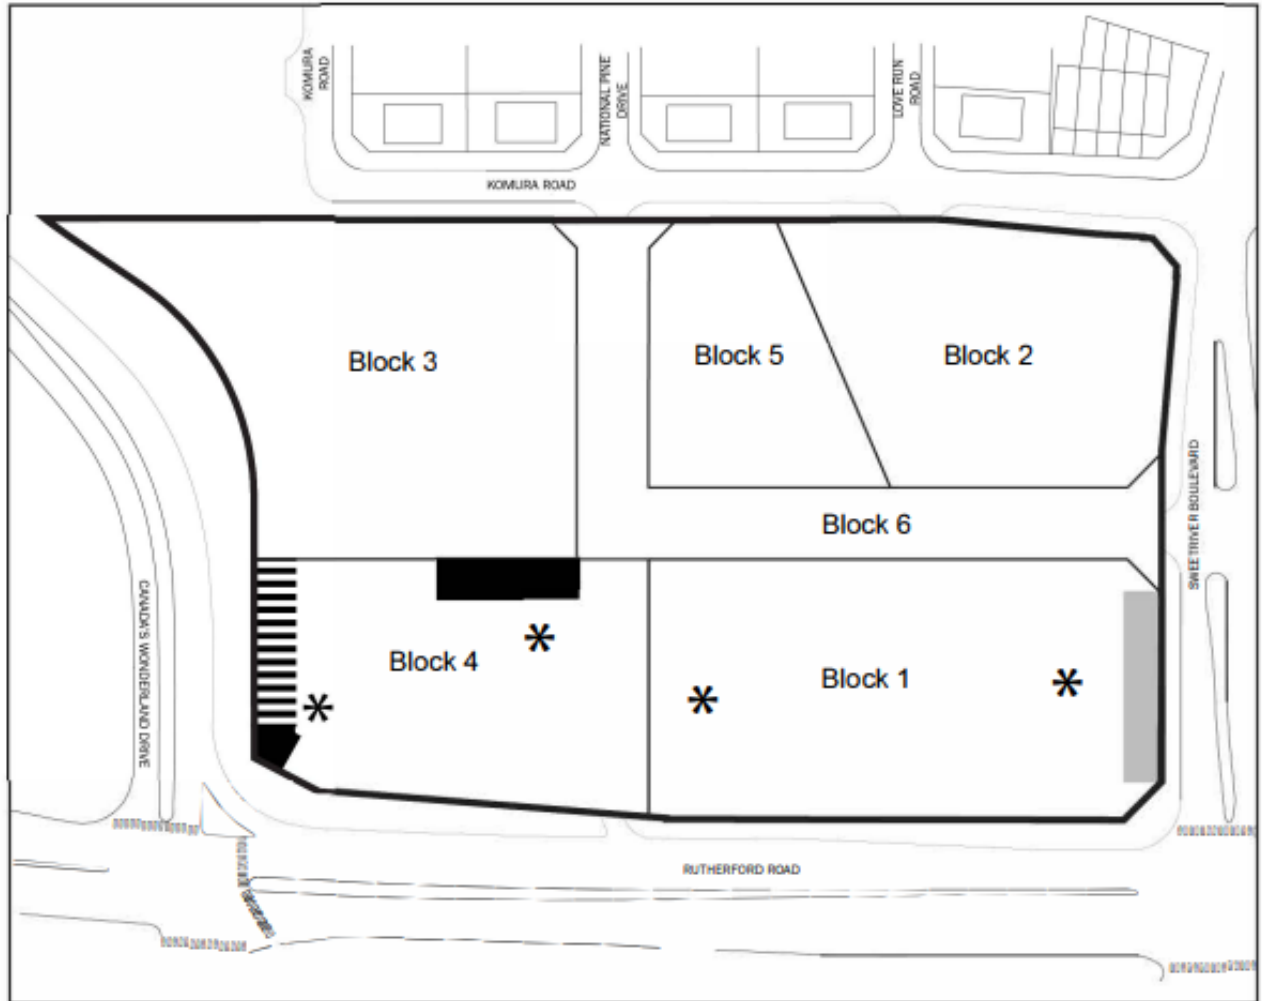 KOMURA
ROAD
NATIONAL PINE
DRIVE
LOVE RUN
ROAD
KOMURA ROAD
Block 3
Block 5
Block 2
Block 6
SWEETRIVER BOULEVARD
CANADA'S WONDERLAND DRIVE
*
Block 4
*
*
Block 1
*
RUTHERFORD ROAD